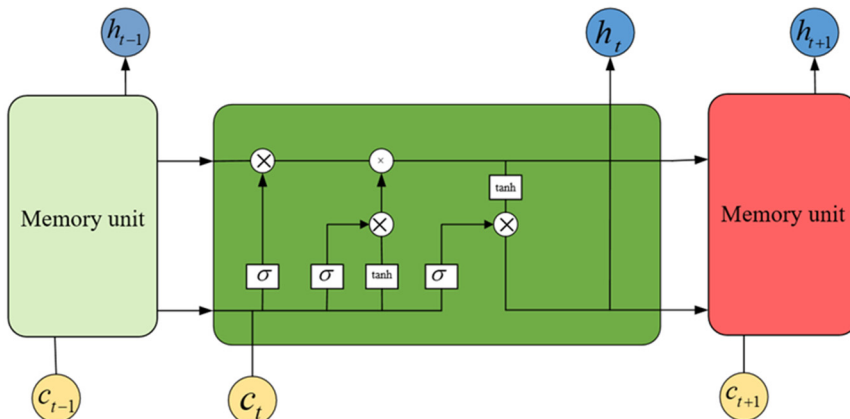 h_{t-1}
h_t
h_{t+1}
×
×
tanh
Memory unit
×
×
Memory unit
σ
σ
tanh
σ
c_{t-1}
c_t
c_{t+1}